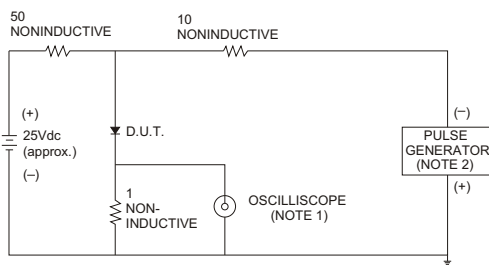 50
NONINDUCTIVE
10
NONINDUCTIVE
(+)
25Vdc
(approx.)
(–)
D.U.T.
1
NON-
INDUCTIVE
OSCILLISCOPE
(NOTE 1)
(–)
PULSE
GENERATOR
(NOTE 2)
(+)